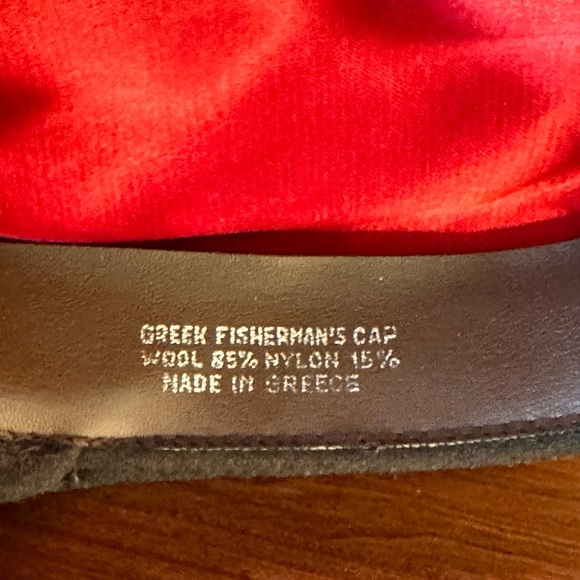 GREEK FISHERMAN'S CAP
WOOL 85% NYLON 15%
MADE IN GREECE